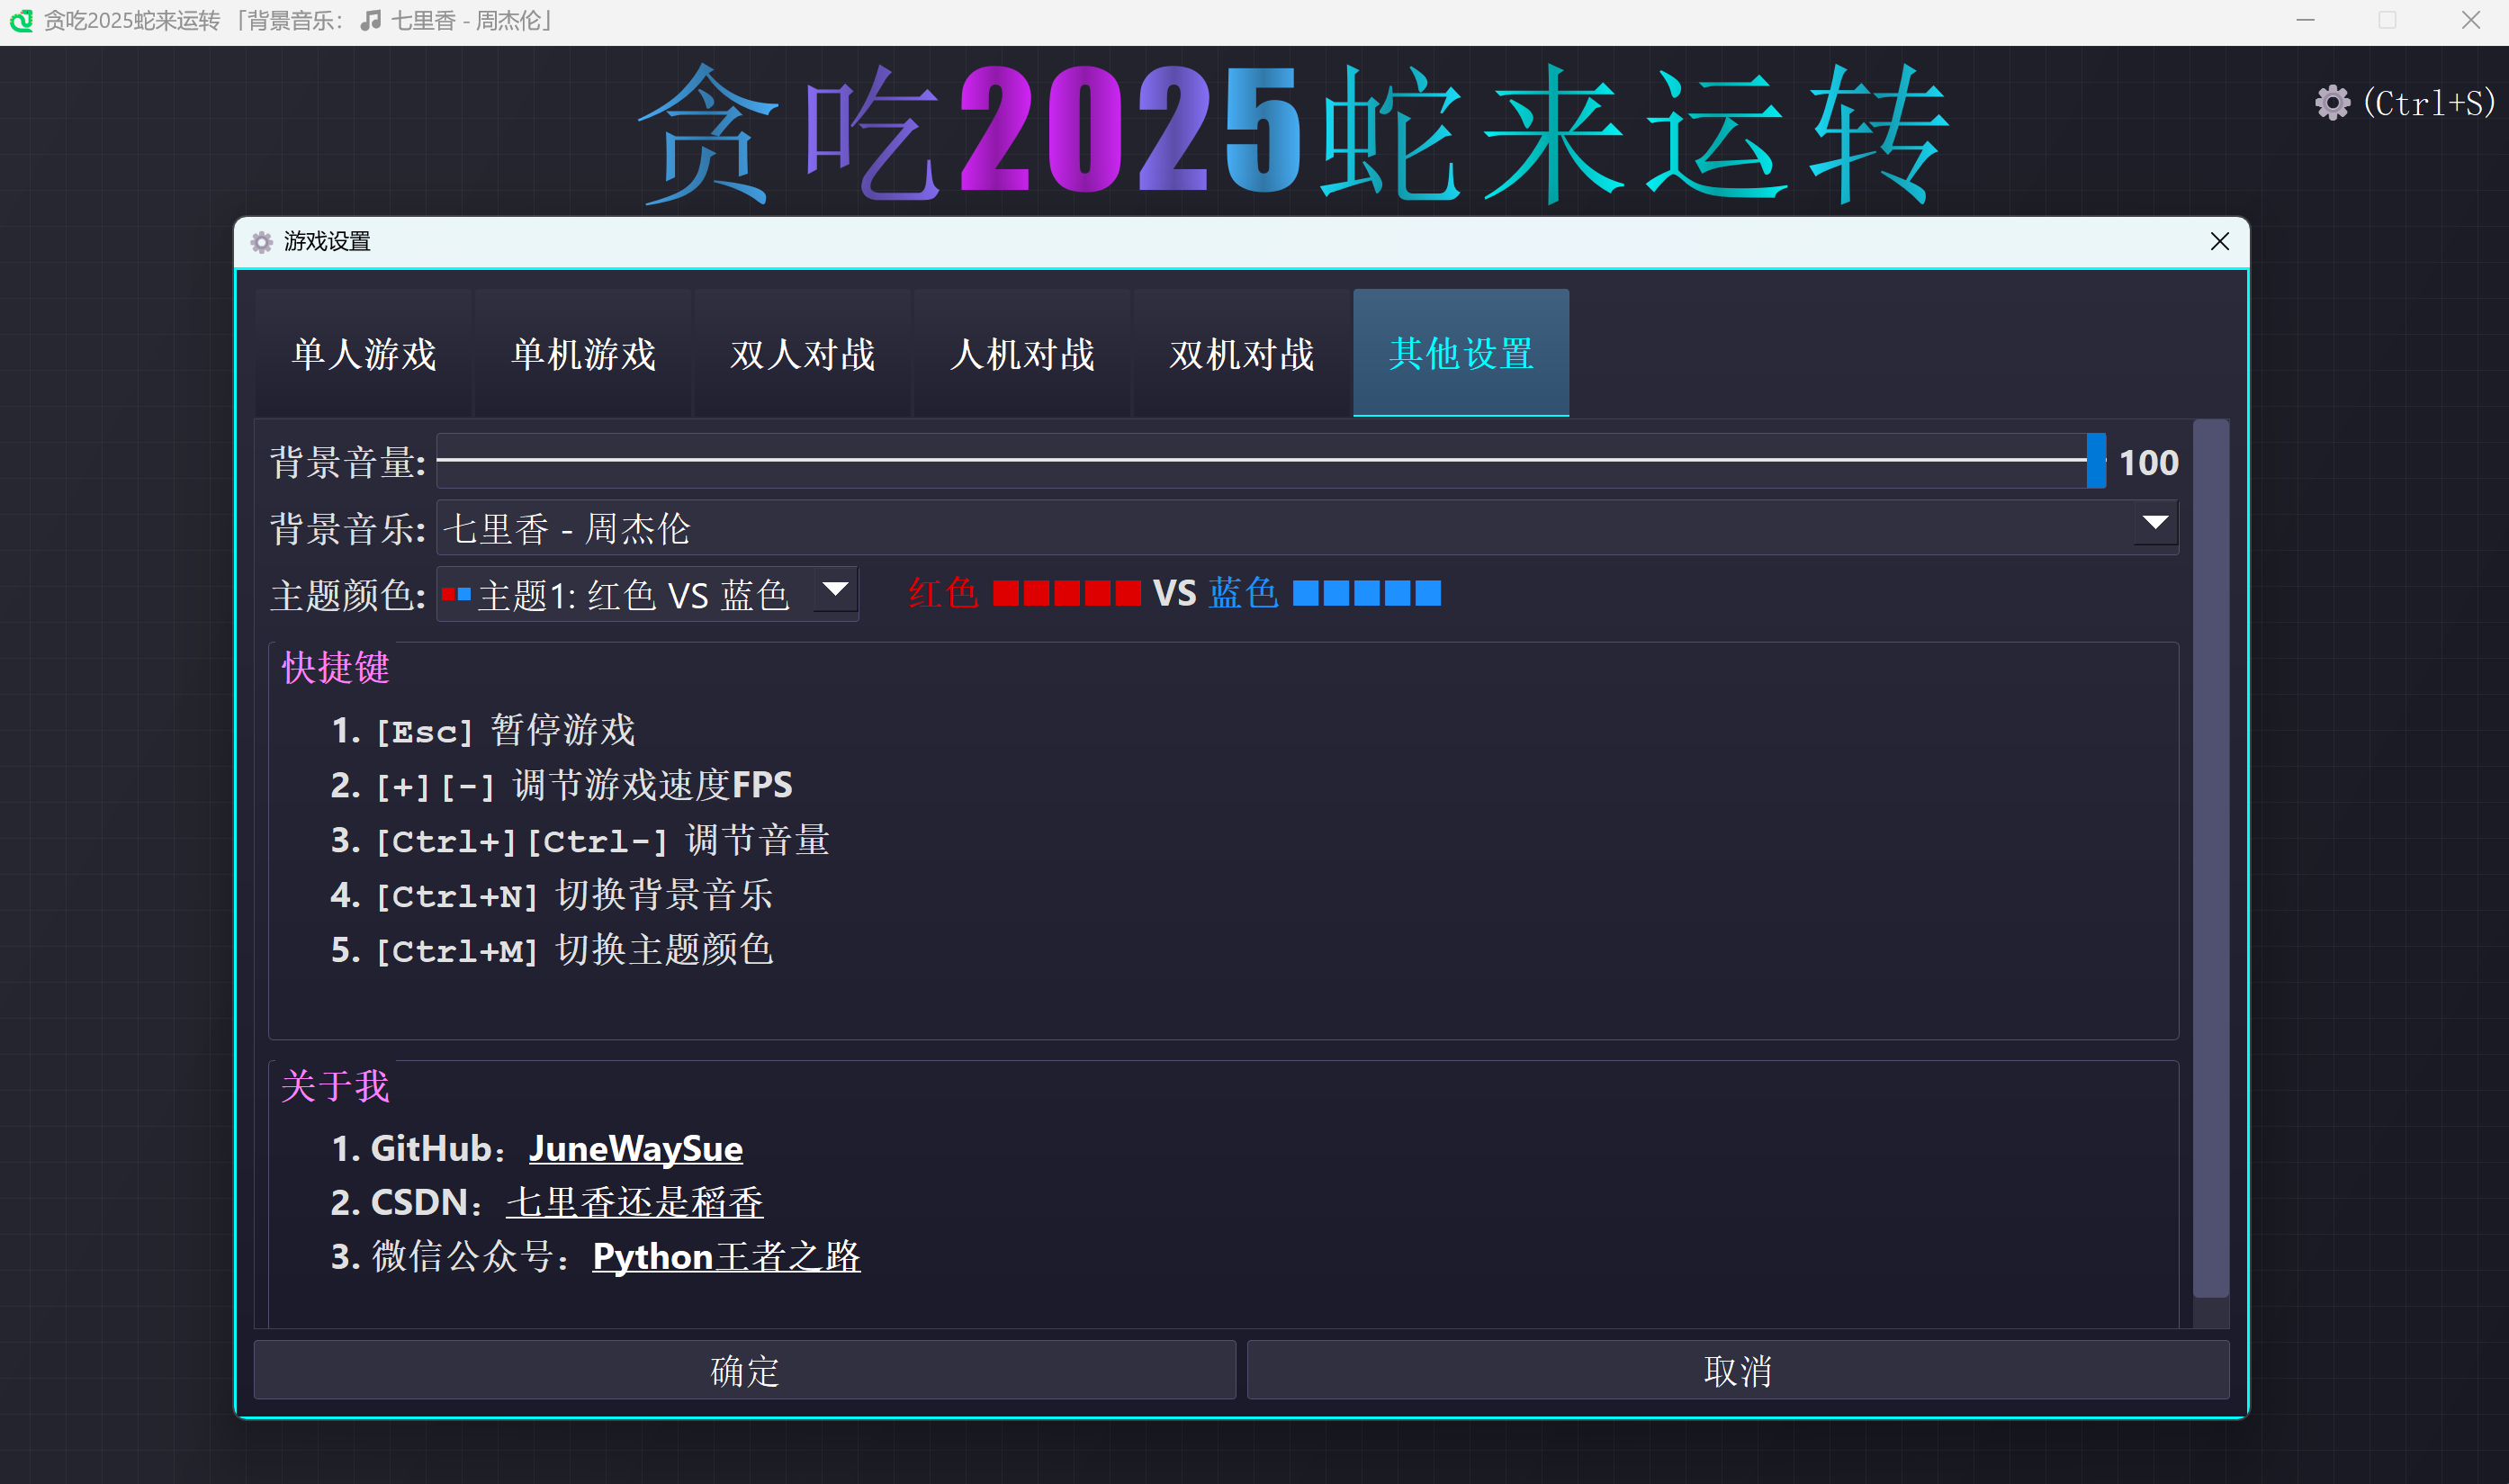 贪吃2025蛇来运转 「背景音乐: 🎵 七里香 - 周杰伦」
贪吃2025蛇来运转
(Ctrl+S)
游戏设置
单人游戏 单机游戏 双人对战 人机对战 双机对战 其他设置
背景音量: 100
背景音乐: 七里香 - 周杰伦
主题颜色: 主题1: 红色 VS 蓝色 红色 ■■■■■ VS 蓝色 ■■■■■
快捷键
1. [Esc] 暂停游戏
2. [+][-] 调节游戏速度FPS
3. [Ctrl+][Ctrl-] 调节音量
4. [Ctrl+N] 切换背景音乐
5. [Ctrl+M] 切换主题颜色
关于我
1. GitHub：JuneWaySue
2. CSDN：七里香还是稻香
3. 微信公众号：Python王者之路
确定 取消